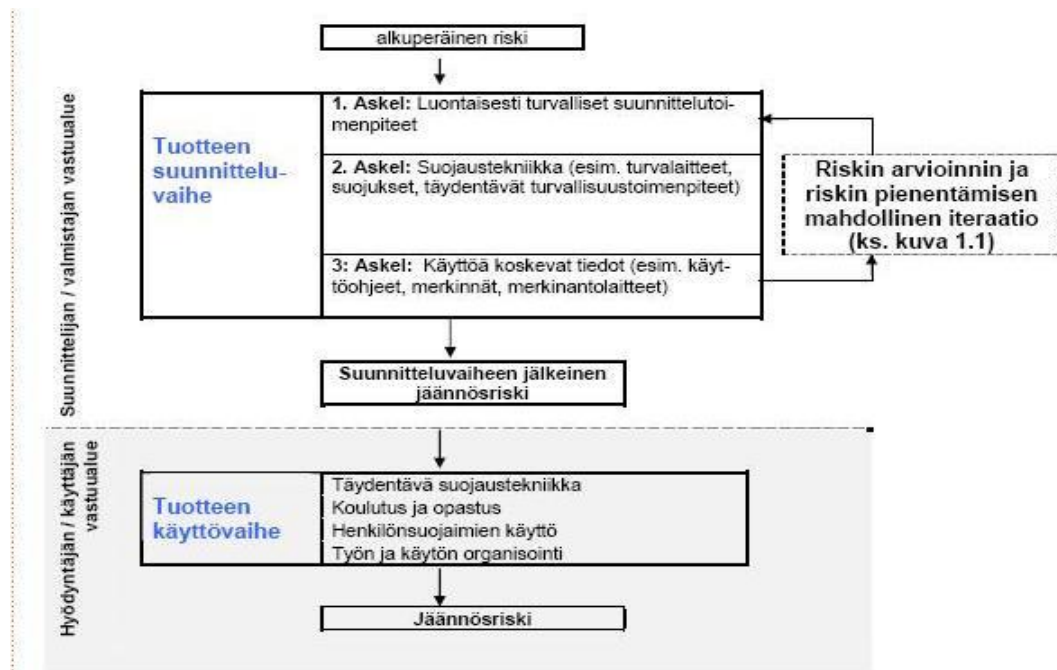 alkuperäinen riski
Suunnittelijan / valmistajan vastuualue
Tuotteen
suunnittelu-
vaihe
1. Askel: Luontaisesti turvalliset suunnittelutoi-
menpiteet
2. Askel: Suojaustekniikka (esim. turvalaitteet,
suojukset, täydentävät turvallisuustoimenpiteet)
3: Askel: Käyttöä koskevat tiedot (esim. käyt-
töohjeet, merkinnät, merkinantolaitteet)
Riskin arvioinnin ja
riskin pienentämisen
mahdollinen iteraatio
(ks. kuva 1.1)
Suunnitteluvaiheen jälkeinen
jäännösriski
Hyödyntäjän / käyttäjän
vastuualue
Tuotteen
käyttövaihe
Täydentävä suojaustekniikka
Koulutus ja opastus
Henkilönsuojaimien käyttö
Työn ja käytön organisointi
Jäännösriski